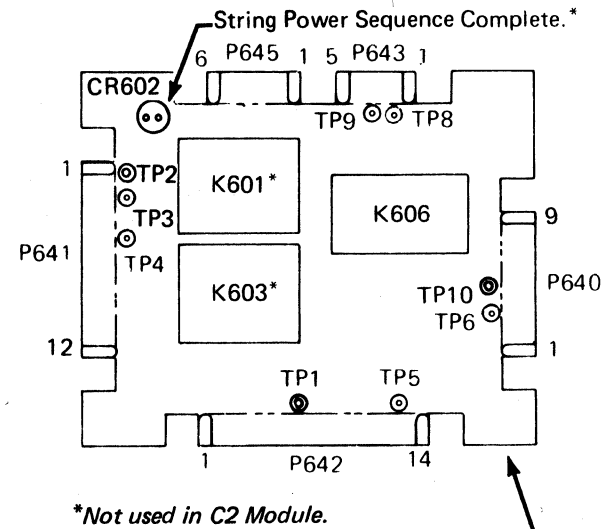 String Power Sequence Complete.*
6 P645 1 5 P643 1
CR602
TP9 TP8
1 TP2
K601*
TP3
K606
9
P641
TP4
K603*
TP10
P640
TP6
12
1
TP1 TP5
1 P642 14
*Not used in C2 Module.